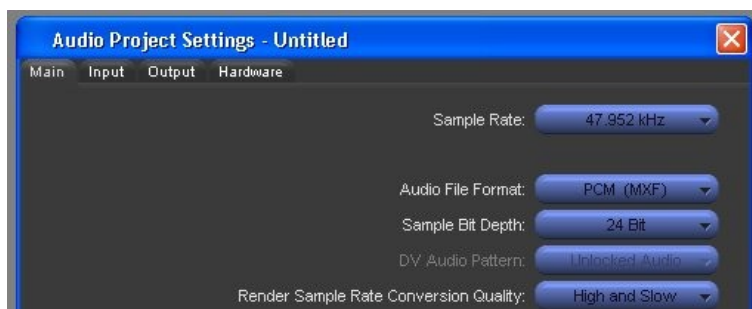 Audio Project Settings - Untitled
Main Input Output Hardware
Sample Rate: 47.952 kHz
Audio File Format: PCM (MXF)
Sample Bit Depth: 24 Bit
DV Audio Pattern: Unlocked Audio
Render Sample Rate Conversion Quality: High and Slow